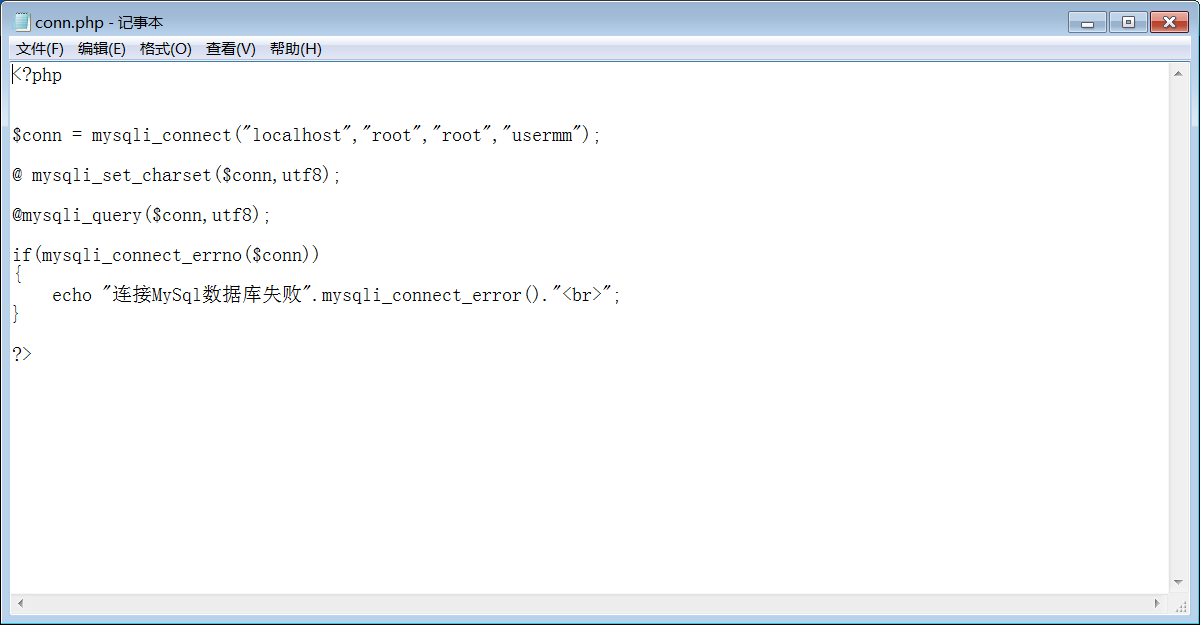 conn.php - 记事本
文件(F) 编辑(E) 格式(O) 查看(V) 帮助(H)
<?php
$conn = mysqli_connect("localhost","root","root","usermm");
@ mysqli_set_charset($conn,utf8);
@mysqli_query($conn,utf8);
if(mysqli_connect_errno($conn))
{
    echo "连接MySql数据库失败".mysqli_connect_error()."<br>";
}
?>